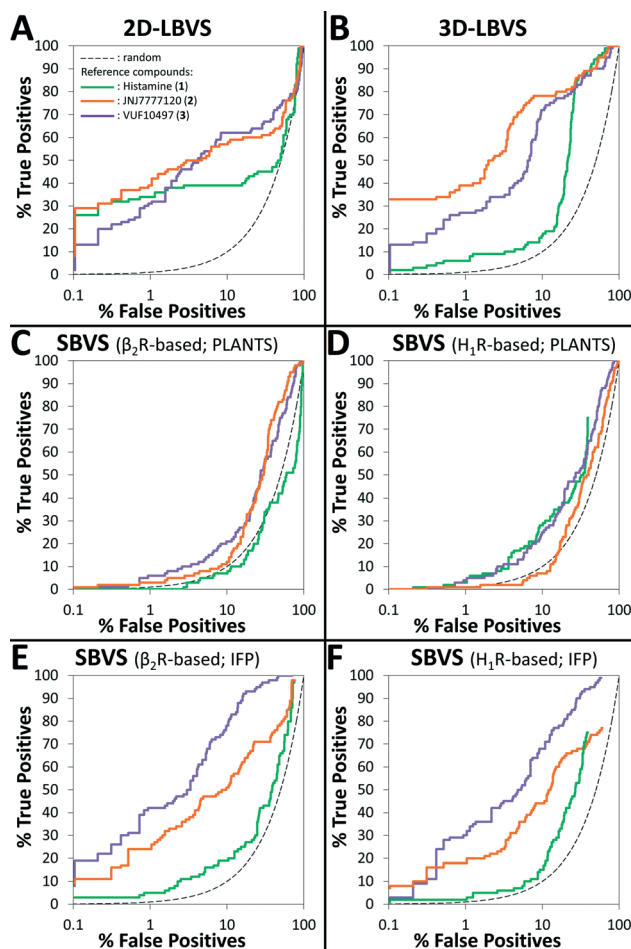 A 2D-LBVS
100
90
80
70
60
50
40
30
20
10
0
% True Positives
: random
Reference compounds:
: Histamine (1)
: JNJ7777120 (2)
: VUF10497 (3)
0.1 1 10 100
% False Positives
B 3D-LBVS
100
90
80
70
60
50
40
30
20
10
0
% True Positives
0.1 1 10 100
% False Positives
C SBVS (β2R-based; PLANTS)
100
90
80
70
60
50
40
30
20
10
0
% True Positives
0.1 1 10 100
% False Positives
D SBVS (H1R-based; PLANTS)
100
90
80
70
60
50
40
30
20
10
0
% True Positives
0.1 1 10 100
% False Positives
E SBVS (β2R-based; IFP)
100
90
80
70
60
50
40
30
20
10
0
% True Positives
0.1 1 10 100
% False Positives
F SBVS (H1R-based; IFP)
100
90
80
70
60
50
40
30
20
10
0
% True Positives
0.1 1 10 100
% False Positives